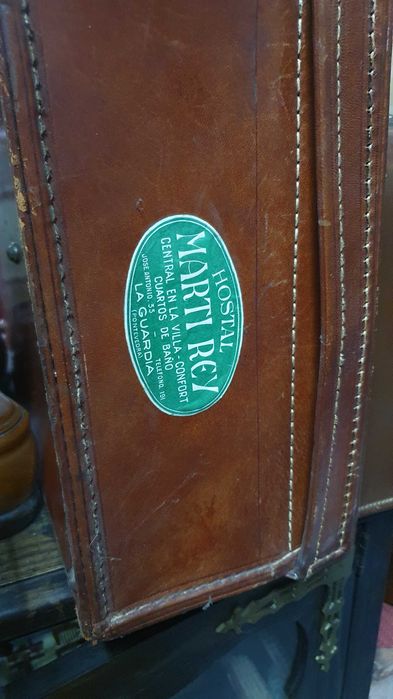 HOSTAL
MARTI REY
CENTRAL EN LA VILLA - CONFORT
CUARTOS DE BAÑO
JOSE ANTONIO, 55 - TELEFONO, 191
LA GUARDIA
(PONTEVEDRA)